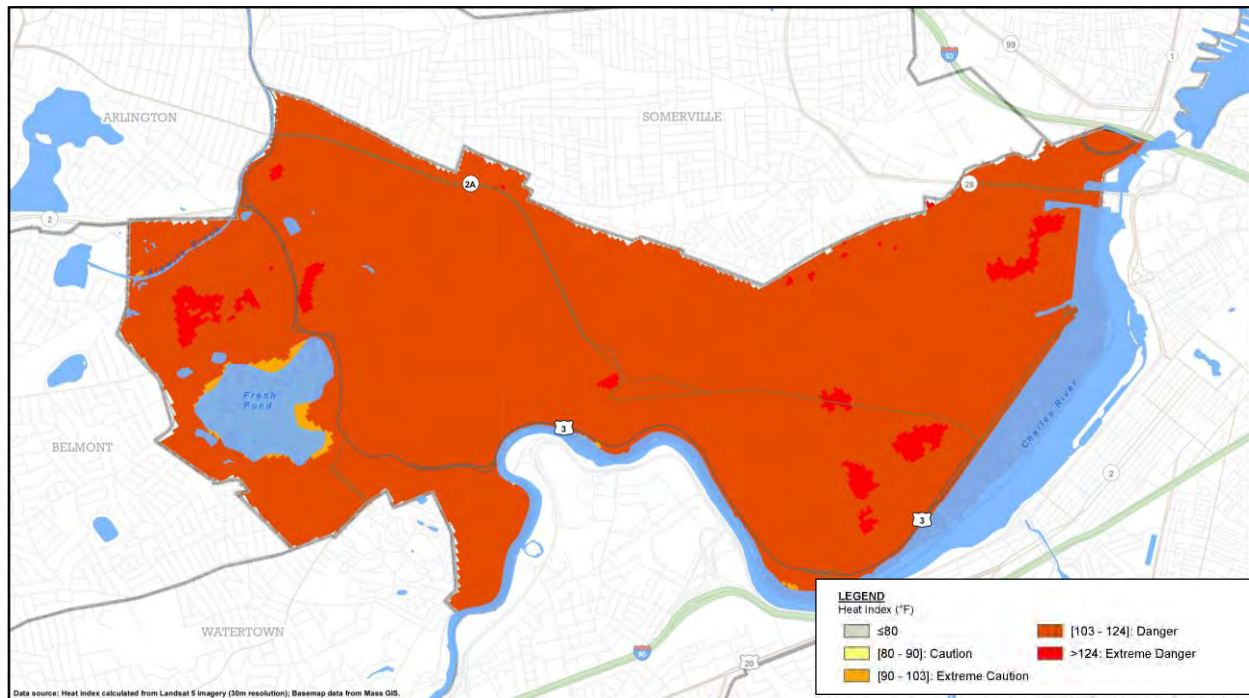 99
1
93
ARLINGTON
SOMERVILLE
2A
28
2
Fresh
Pond
Charles River
3
BELMONT
2
3
WATERTOWN
90
20
LEGEND
Heat Index (°F)
≤80
[80 - 90]: Caution
[90 - 103]: Extreme Caution
[103 - 124]: Danger
>124: Extreme Danger
Data source: Heat index calculated from Landsat 5 imagery (30m resolution); Basemap data from Mass GIS.